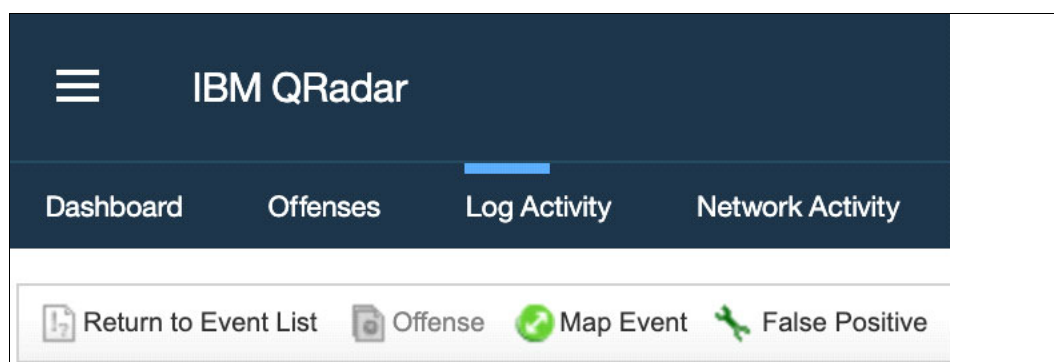 IBM QRadar
Dashboard Offenses Log Activity Network Activity
Return to Event List Offense Map Event False Positive